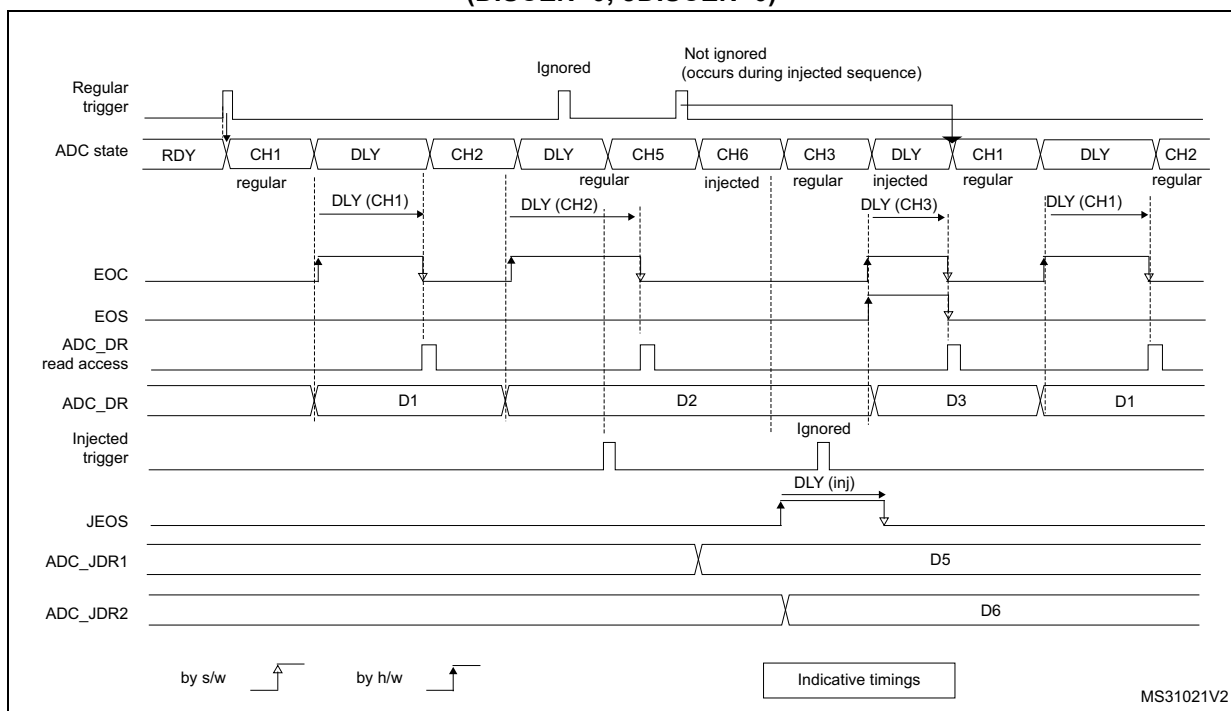 Regular
trigger
Ignored
Not ignored
(occurs during injected sequence)
ADC state
RDY CH1 DLY CH2 DLY CH5 CH6 CH3 DLY CH1 DLY CH2
regular regular injected regular injected regular regular
DLY (CH1) DLY (CH2) DLY (CH3) DLY (CH1)
EOC
EOS
ADC_DR
read access
ADC_DR D1 D2 D3 D1
Injected
trigger
Ignored
DLY (inj)
JEOS
ADC_JDR1 D5
ADC_JDR2 D6
by s/w by h/w Indicative timings
MS31021V2